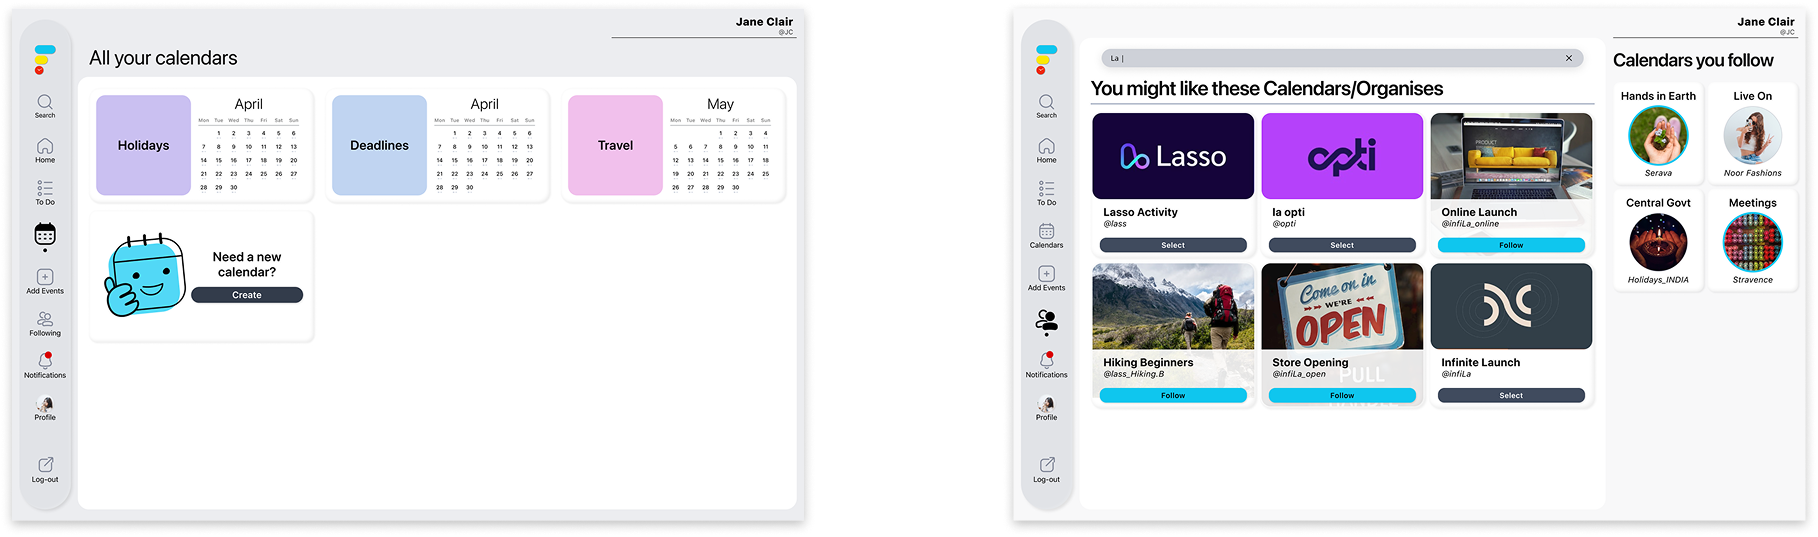 Jane Clair
@JC
All your calendars
Search
Home
To Do
Add Events
Following
Notifications
Profile
Log-out
Holidays
April
Mon Tue Wed Thu Fri Sat Sun
1 2 3 4 5 6
7 8 9 10 11 12 13
14 15 16 17 18 19 20
21 22 23 24 25 26 27
28 29 30
Deadlines
April
Mon Tue Wed Thu Fri Sat Sun
1 2 3 4 5 6
7 8 9 10 11 12 13
14 15 16 17 18 19 20
21 22 23 24 25 26 27
28 29 30
Travel
May
Mon Tue Wed Thu Fri Sat Sun
1 2 3 4
5 6 7 8 9 10 11
12 13 14 15 16 17 18
19 20 21 22 23 24 25
26 27 28 29 30
Need a new
calendar?
Create
Jane Clair
@JC
Search
Home
To Do
Calendars
Add Events
Notifications
Profile
Log-out
La |
You might like these Calendars/Organises
Lasso
Lasso Activity
@lass
Select
opti
la opti
@opti
Select
PRODUCT
Online Launch
@infiLa_online
Follow
Hiking Beginners
@lass_Hiking.B
Follow
Come on in
WE'RE
OPEN
PULL
Store Opening
@infiLa_open
Follow
Infinite Launch
@infiLa
Select
Calendars you follow
Hands in Earth
Serava
Live On
Noor Fashions
Central Govt
Holidays_INDIA
Meetings
Stravence